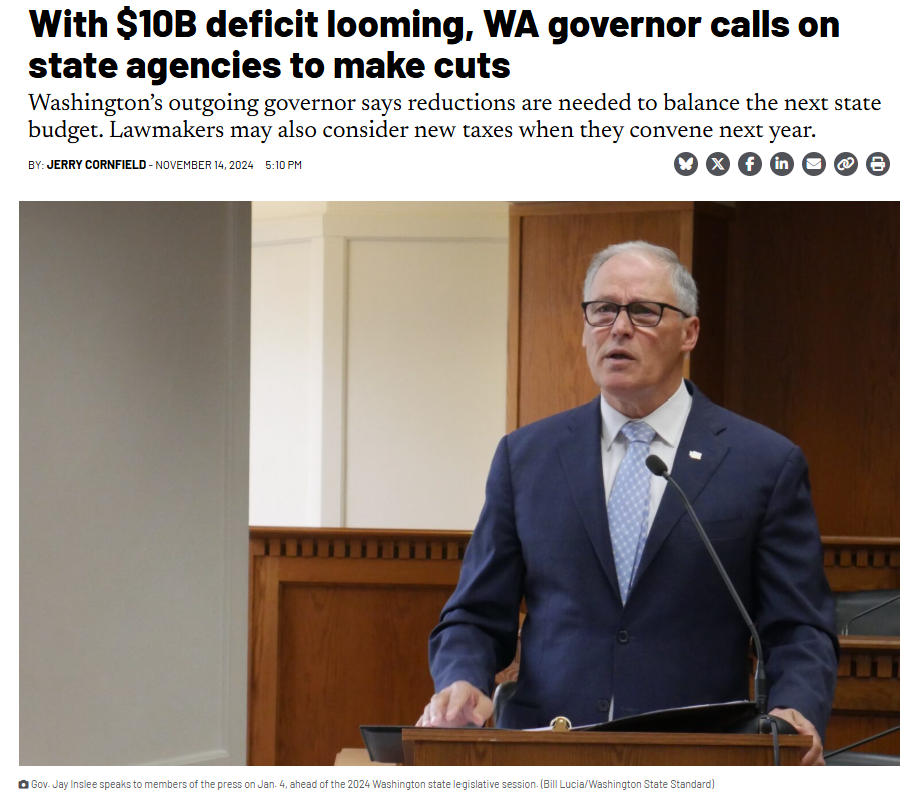 With $10B deficit looming, WA governor calls on
state agencies to make cuts
Washington’s outgoing governor says reductions are needed to balance the next state
budget. Lawmakers may also consider new taxes when they convene next year.
BY: JERRY CORNFIELD - NOVEMBER 14, 2024 5:10 PM
Gov. Jay Inslee speaks to members of the press on Jan. 4, ahead of the 2024 Washington state legislative session. (Bill Lucia/Washington State Standard)